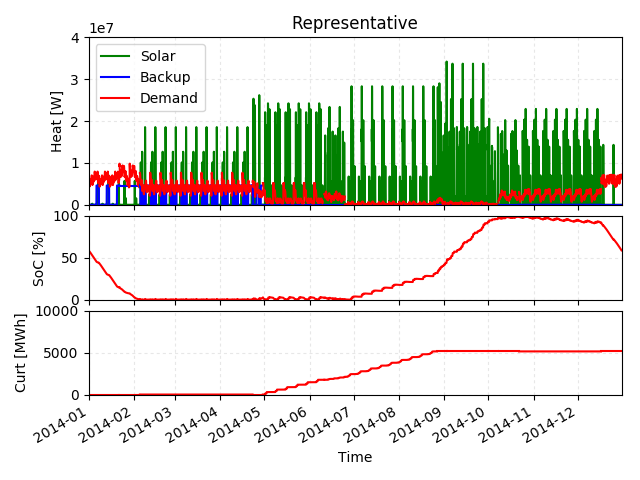 Representative
1e7
Heat [W]
4
3
2
1
0
Solar
Backup
Demand
SoC [%]
100
50
0
Curt [MWh]
10000
5000
0
2014-01
2014-02
2014-03
2014-04
2014-05
2014-06
2014-07
2014-08
2014-09
2014-10
2014-11
2014-12
Time